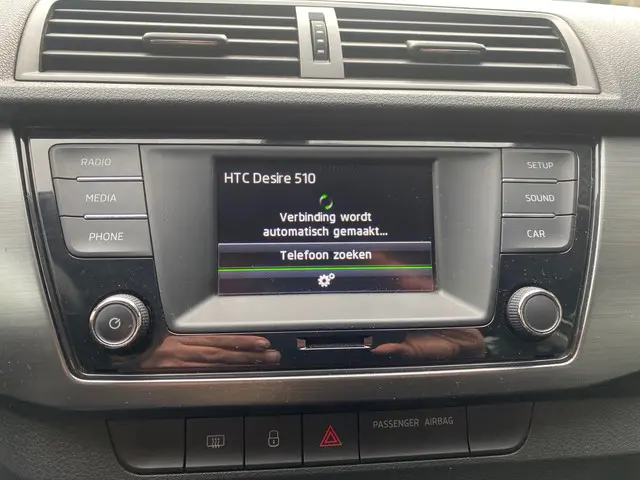 RADIO
MEDIA
PHONE
HTC Desire 510
Verbinding wordt
automatisch gemaakt...
Telefoon zoeken
SETUP
SOUND
CAR
PASSENGER AIRBAG